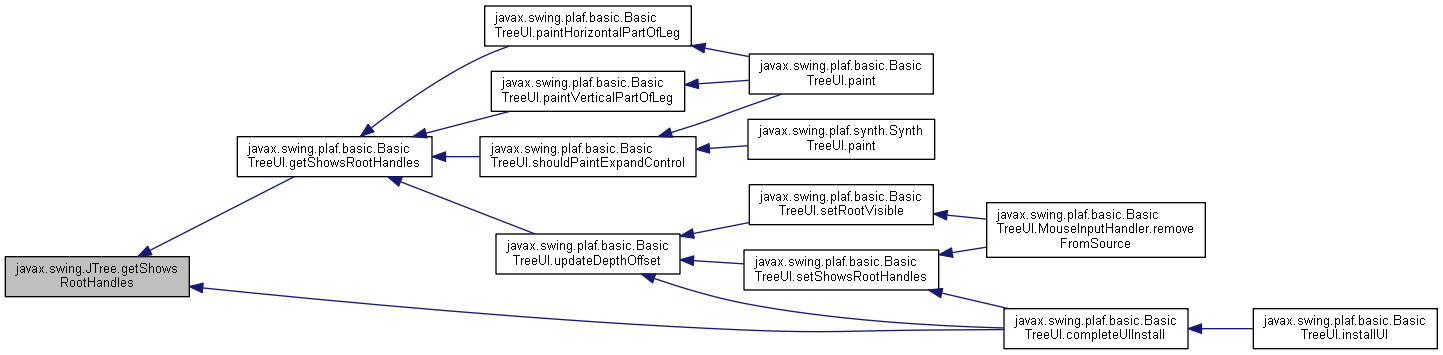 javax.swing.JTree.getShows
RootHandles
javax.swing.plaf.basic.Basic
TreeUI.getShowsRootHandles
javax.swing.plaf.basic.Basic
TreeUI.paintHorizontalPartOfLeg
javax.swing.plaf.basic.Basic
TreeUI.paintVerticalPartOfLeg
javax.swing.plaf.basic.Basic
TreeUI.shouldPaintExpandControl
javax.swing.plaf.basic.Basic
TreeUI.updateDepthOffset
javax.swing.plaf.basic.Basic
TreeUI.paint
javax.swing.plaf.synth.Synth
TreeUI.paint
javax.swing.plaf.basic.Basic
TreeUI.setRootVisible
javax.swing.plaf.basic.Basic
TreeUI.setShowsRootHandles
javax.swing.plaf.basic.Basic
TreeUI.MouseInputHandler.remove
FromSource
javax.swing.plaf.basic.Basic
TreeUI.completeUIInstall
javax.swing.plaf.basic.Basic
TreeUI.installUI